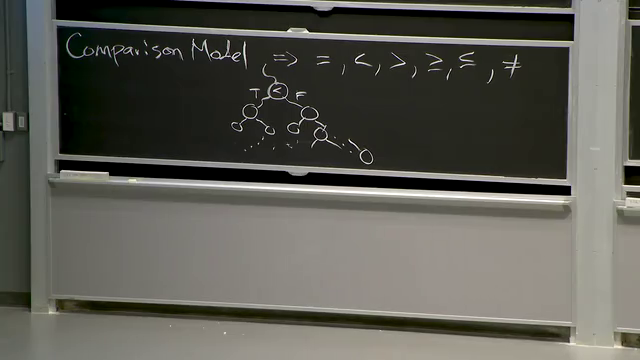 Comparison Model ⇒ =, <, >, ≥, ≤, ≠
T < F